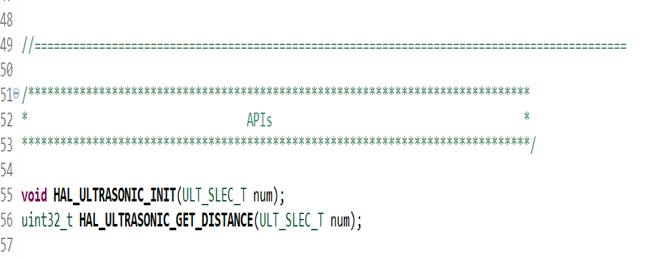 48
49 //============================================================================================
50
51 /******************************************************************************
52 * APIs *
53 *******************************************************************************/
54
55 void HAL_ULTRASONIC_INIT(ULT_SLEC_T num);
56 uint32_t HAL_ULTRASONIC_GET_DISTANCE(ULT_SLEC_T num);
57